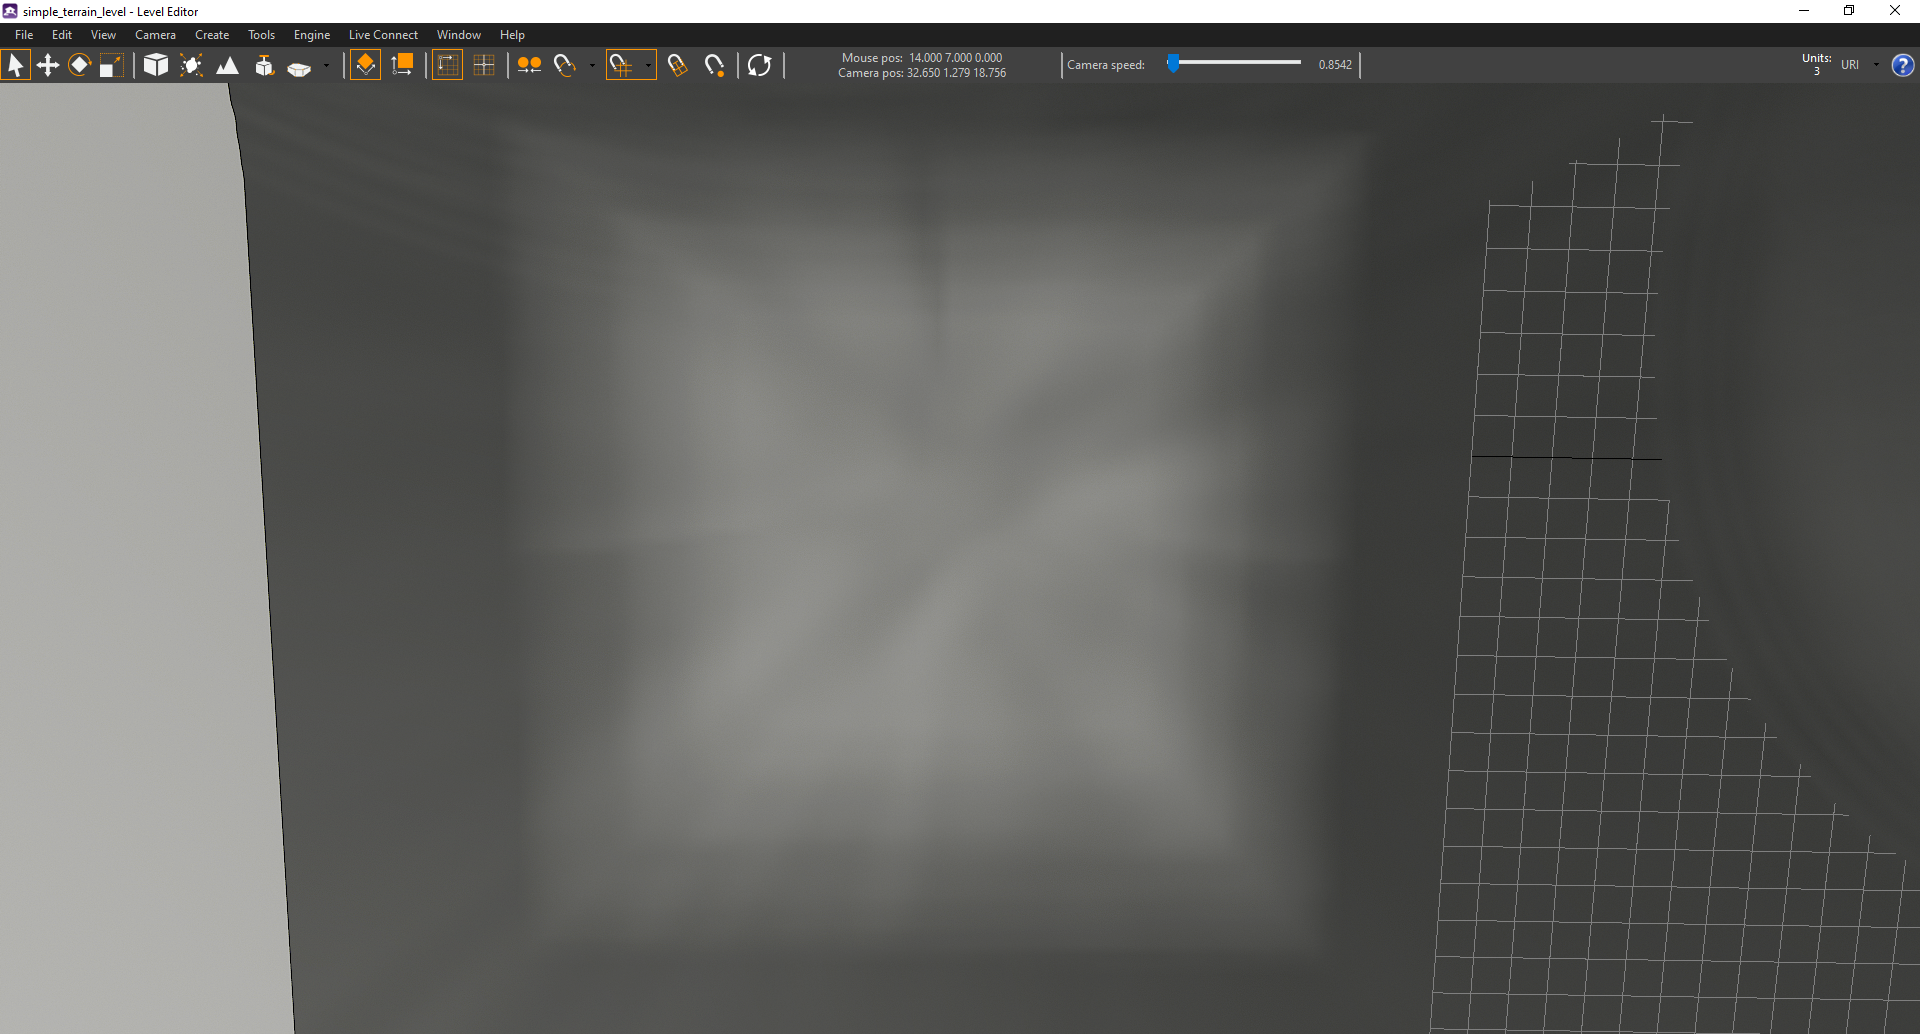 simple_terrain_level - Level Editor
File Edit View Camera Create Tools Engine Live Connect Window Help
Mouse pos: 14.000 7.000 0.000
Camera pos: 32.650 1.279 18.756
Camera speed: 0.8542
Units:
3
URI
?